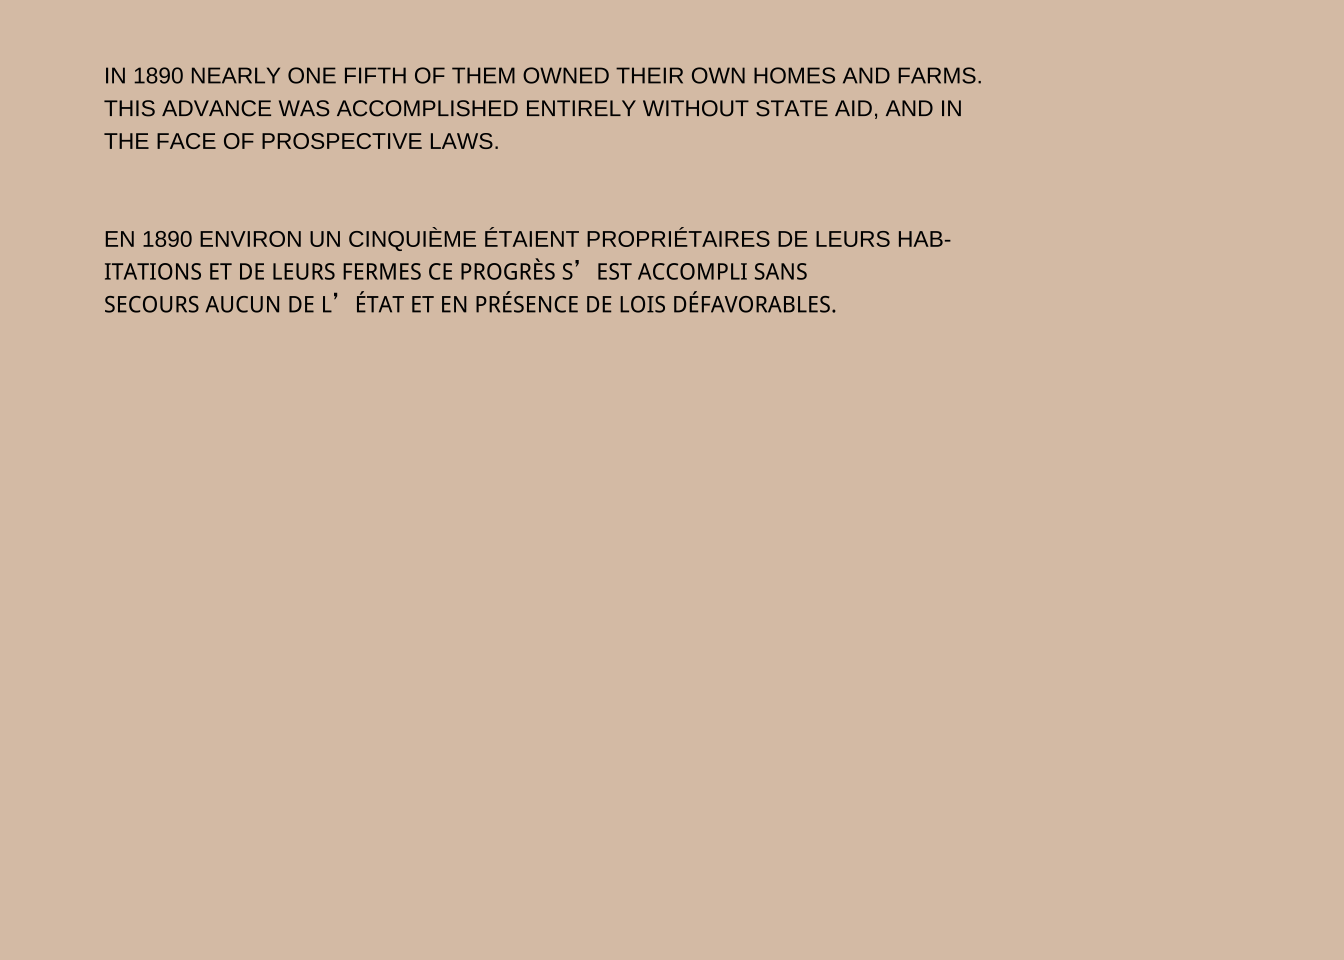 IN 1890 NEARLY ONE FIFTH OF THEM OWNED THEIR OWN HOMES AND FARMS.
THIS ADVANCE WAS ACCOMPLISHED ENTIRELY WITHOUT STATE AID, AND IN
THE FACE OF PROSPECTIVE LAWS.
EN 1890 ENVIRON UN CINQUIÈME ÉTAIENT PROPRIÉTAIRES DE LEURS HAB-
ITATIONS ET DE LEURS FERMES CE PROGRÈS S’EST ACCOMPLI SANS
SECOURS AUCUN DE L’ÉTAT ET EN PRÉSENCE DE LOIS DÉFAVORABLES.